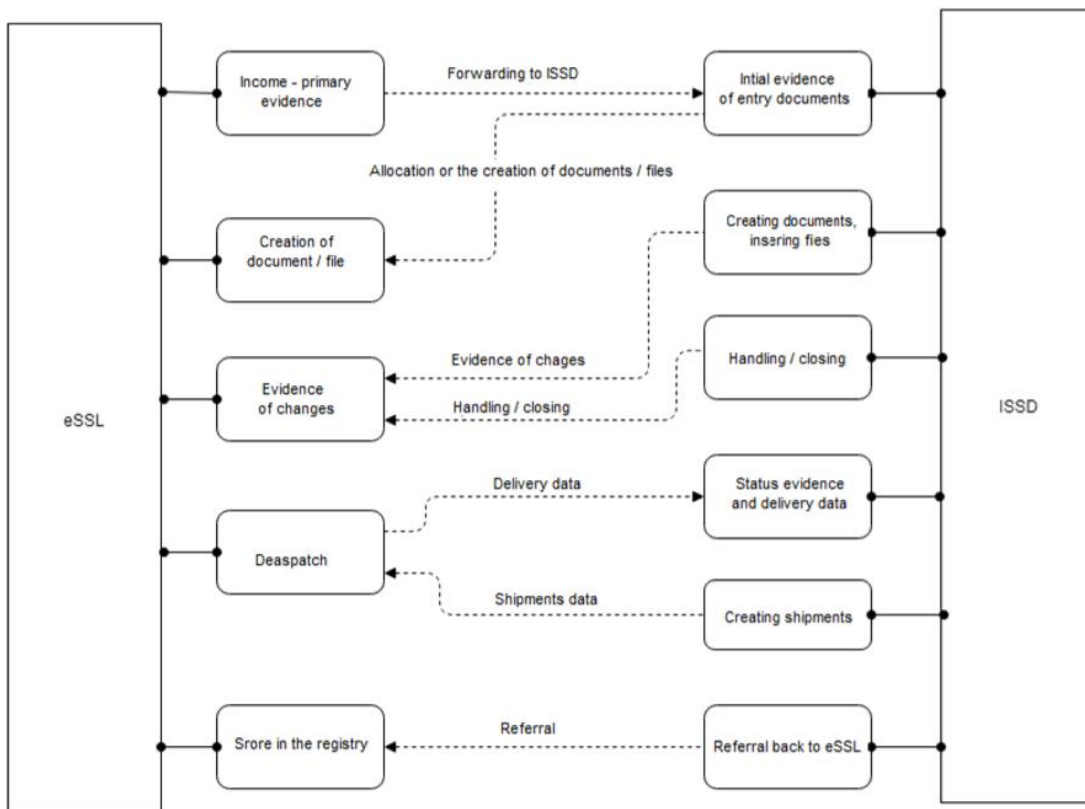 Income - primary
evidence
Forwarding to ISSD
Intial evidence
of entry documents
Allocation or the creation of documents / files
Creation of
document / file
Creating documents,
insering files
Evidence of chages
Handling / closing
Evidence
of changes
Handling / closing
eSSL
ISSD
Delivery data
Status evidence
and delivery data
Deaspatch
Shipments data
Creating shipments
Srore in the registry
Referral
Referral back to eSSL